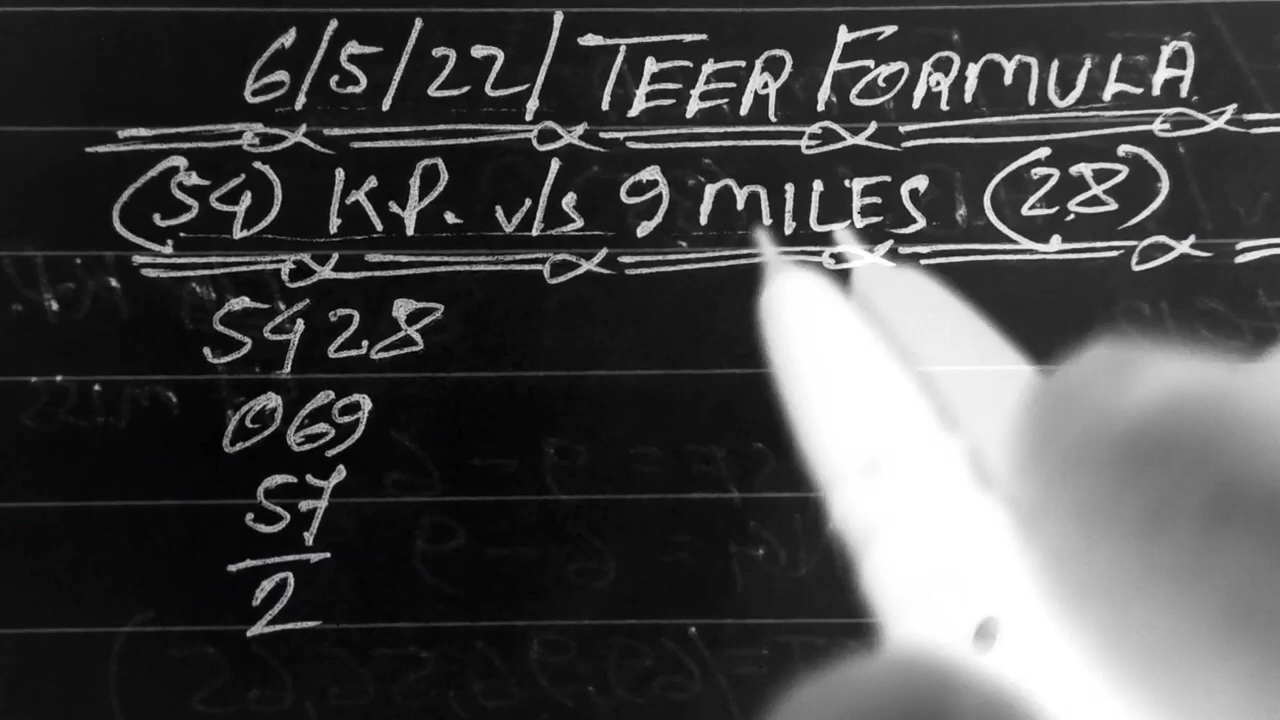 6/5/22/ TEER FORMULA
(54) K.P. v/s 9 MILES (28)
5428
069
57
2